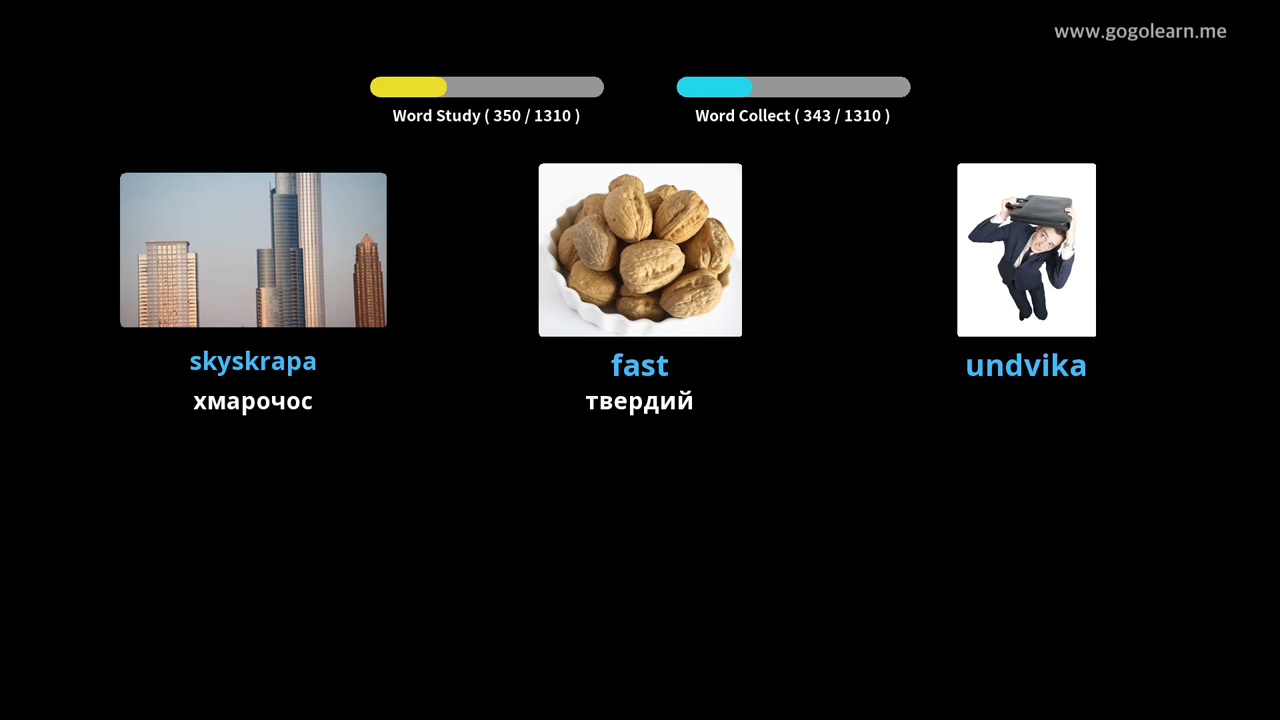 www.gogolearn.me
Word Study ( 350 / 1310 )
Word Collect ( 343 / 1310 )
skyskrapa
хмарочос
fast
твердий
undvika